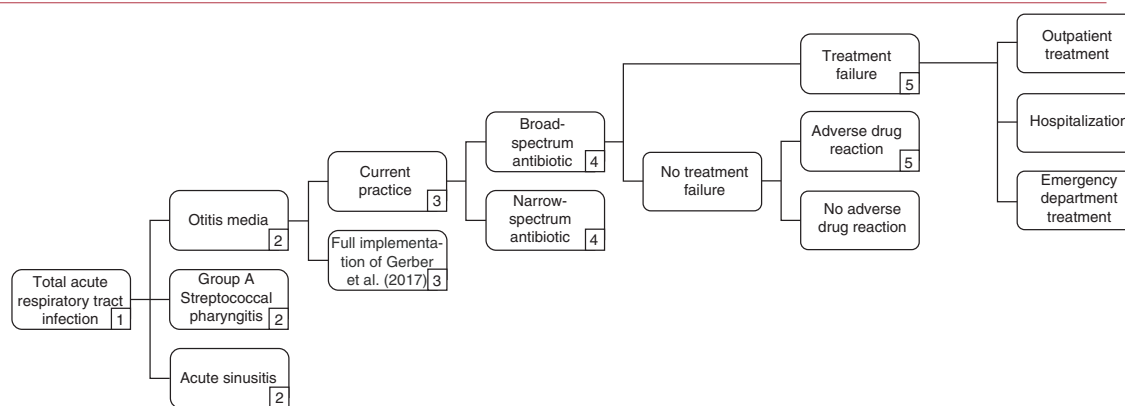 Total acute
respiratory tract
infection
1
Otitis media
2
Group A
Streptococcal
pharyngitis
2
Acute sinusitis
2
Current
practice
3
Full implementa-
tion of Gerber
et al. (2017)
3
Broad-
spectrum
antibiotic
4
Narrow-
spectrum
antibiotic
4
Treatment
failure
5
No treatment
failure
Adverse drug
reaction
5
No adverse
drug reaction
Outpatient
treatment
Hospitalization
Emergency
department
treatment